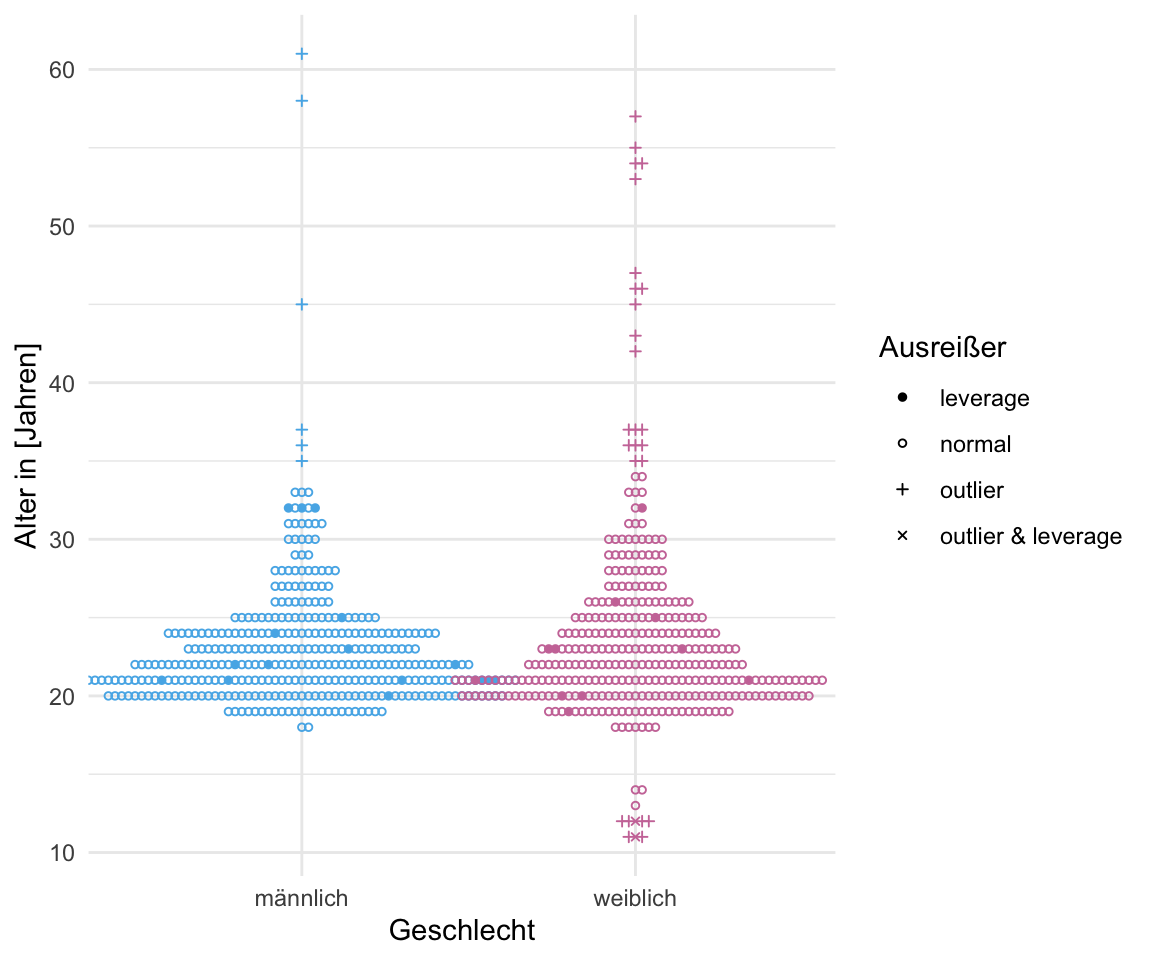 60
50
40
30
20
10
Alter in [Jahren]
männlich
weiblich
Geschlecht
Ausreißer
leverage
normal
outlier
outlier & leverage